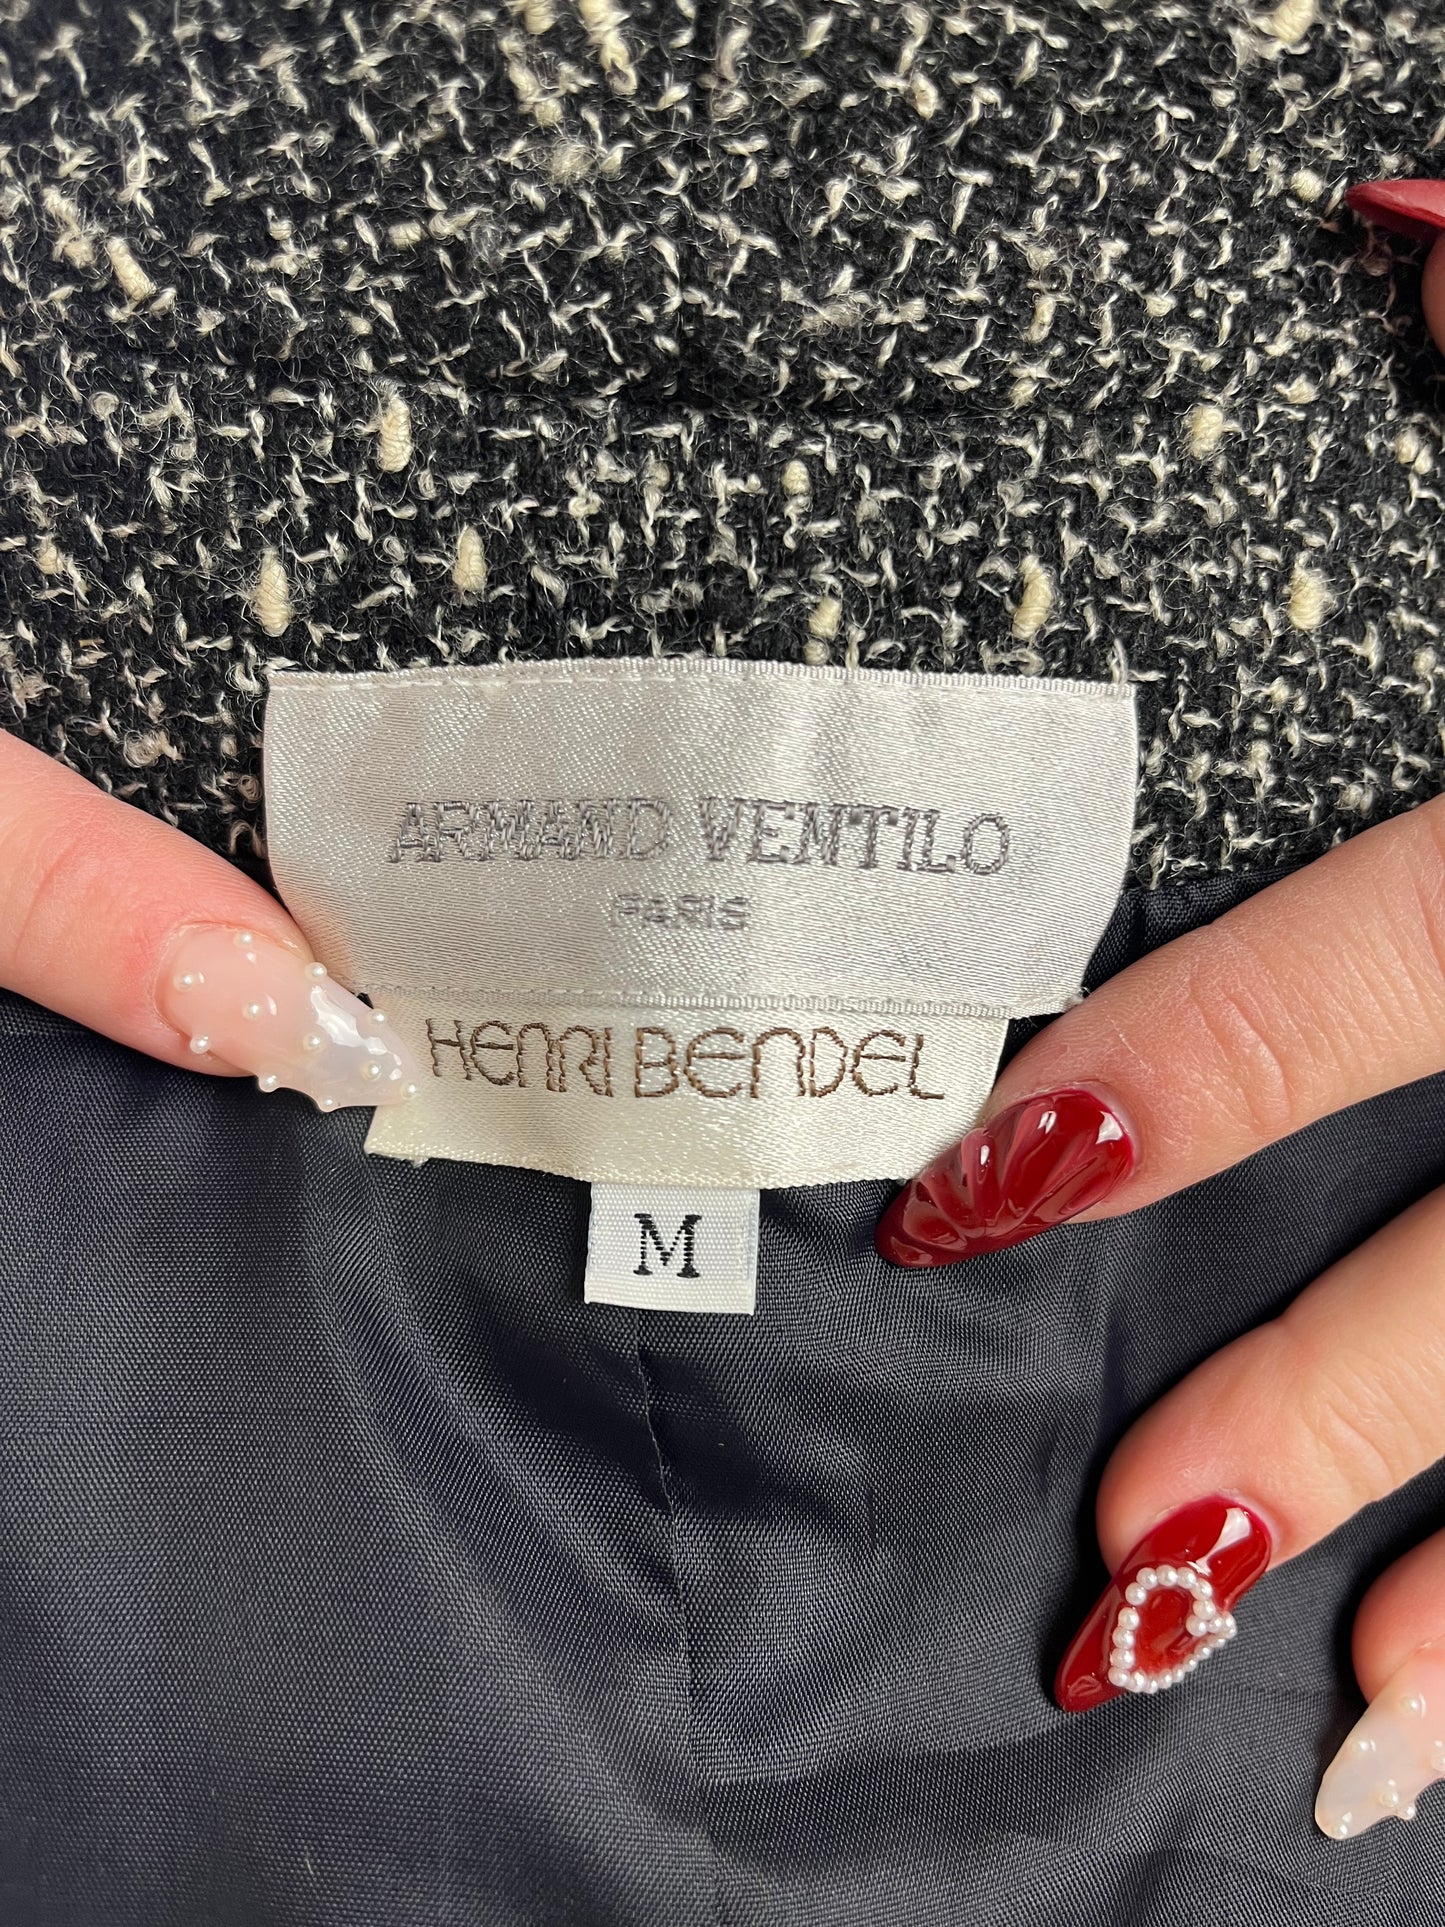 ARMAND VENTILO
PARIS
HENRI BENDEL
M